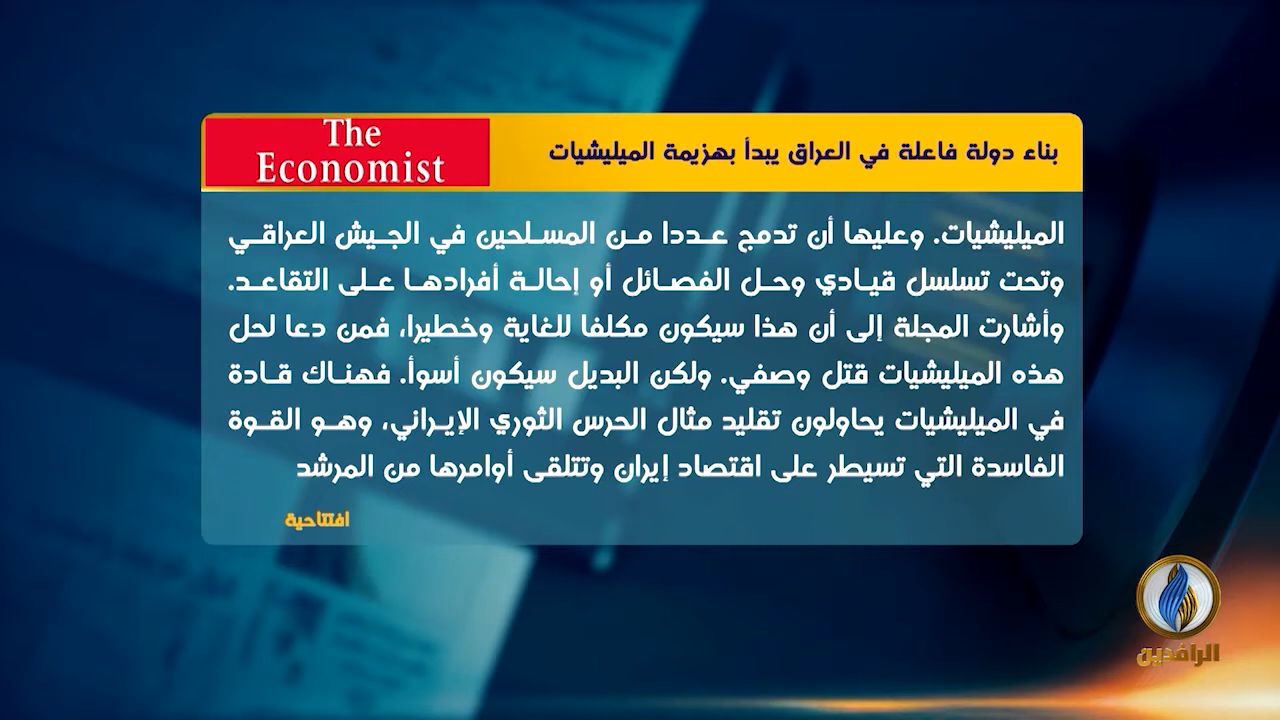 بناء دولة فاعلة في العراق يبدأ بهزيمة الميليشيات
The
Economist
الميليشيات. وعليها أن تدمج عددا من المسلحين في الجيش العراقي
وتحت تسلسل قيادي وحل الفصائل أو إحالة أفرادها على التقاعد.
وأشارت المجلة إلى أن هذا سيكون مكلفا للغاية وخطيرا، فمن دعا لحل
هذه الميليشيات قتل وصفي. ولكن البديل سيكون أسوأ. فهناك قادة
في الميليشيات يحاولون تقليد مثال الحرس الثوري الإيراني، وهو القوة
الفاسدة التي تسيطر على اقتصاد إيران وتتلقى أوامرها من المرشد
افتتاحية
الرافدين